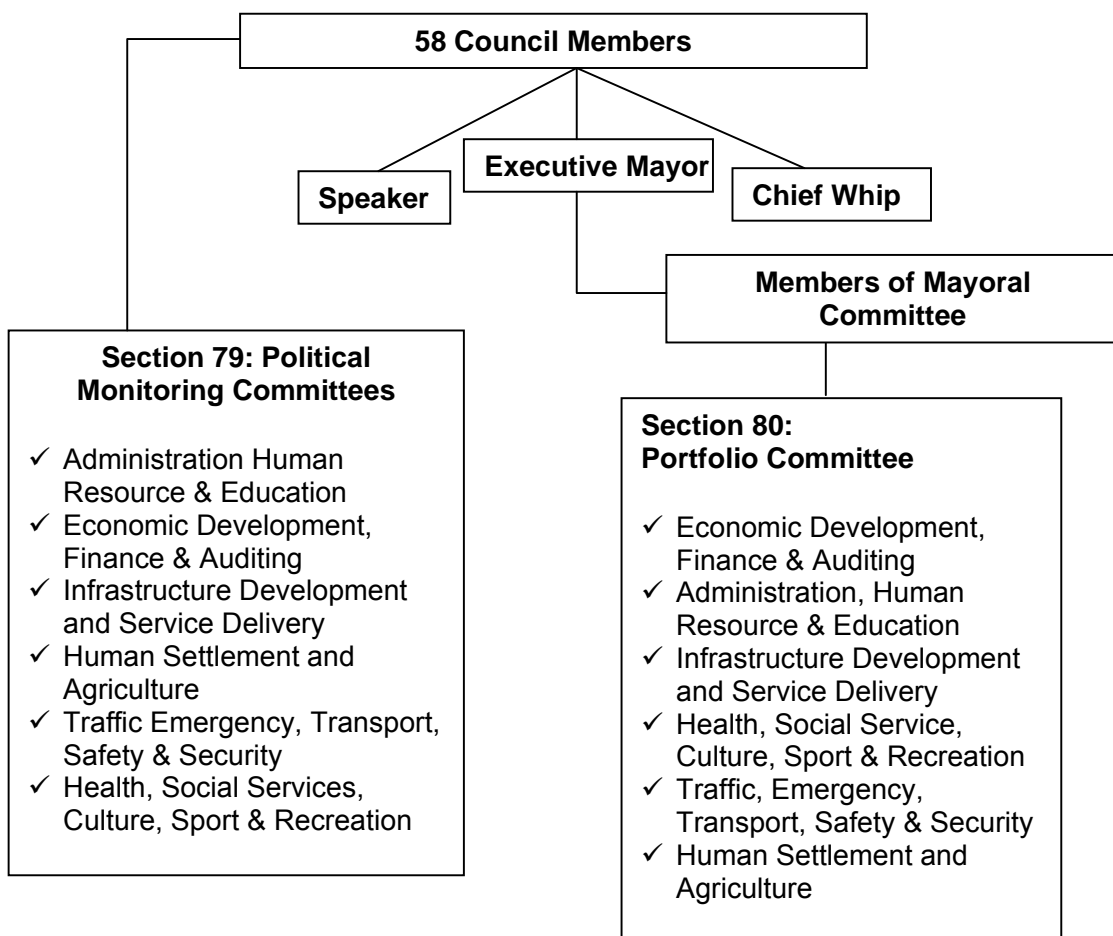 58 Council Members
Speaker
Executive Mayor
Chief Whip
Members of Mayoral
Committee
Section 79: Political
Monitoring Committees
✓ Administration Human
Resource & Education
✓ Economic Development,
Finance & Auditing
✓ Infrastructure Development
and Service Delivery
✓ Human Settlement and
Agriculture
✓ Traffic Emergency, Transport,
Safety & Security
✓ Health, Social Services,
Culture, Sport & Recreation
Section 80:
Portfolio Committee
✓ Economic Development,
Finance & Auditing
✓ Administration, Human
Resource & Education
✓ Infrastructure Development
and Service Delivery
✓ Health, Social Service,
Culture, Sport & Recreation
✓ Traffic, Emergency,
Transport, Safety & Security
✓ Human Settlement and
Agriculture